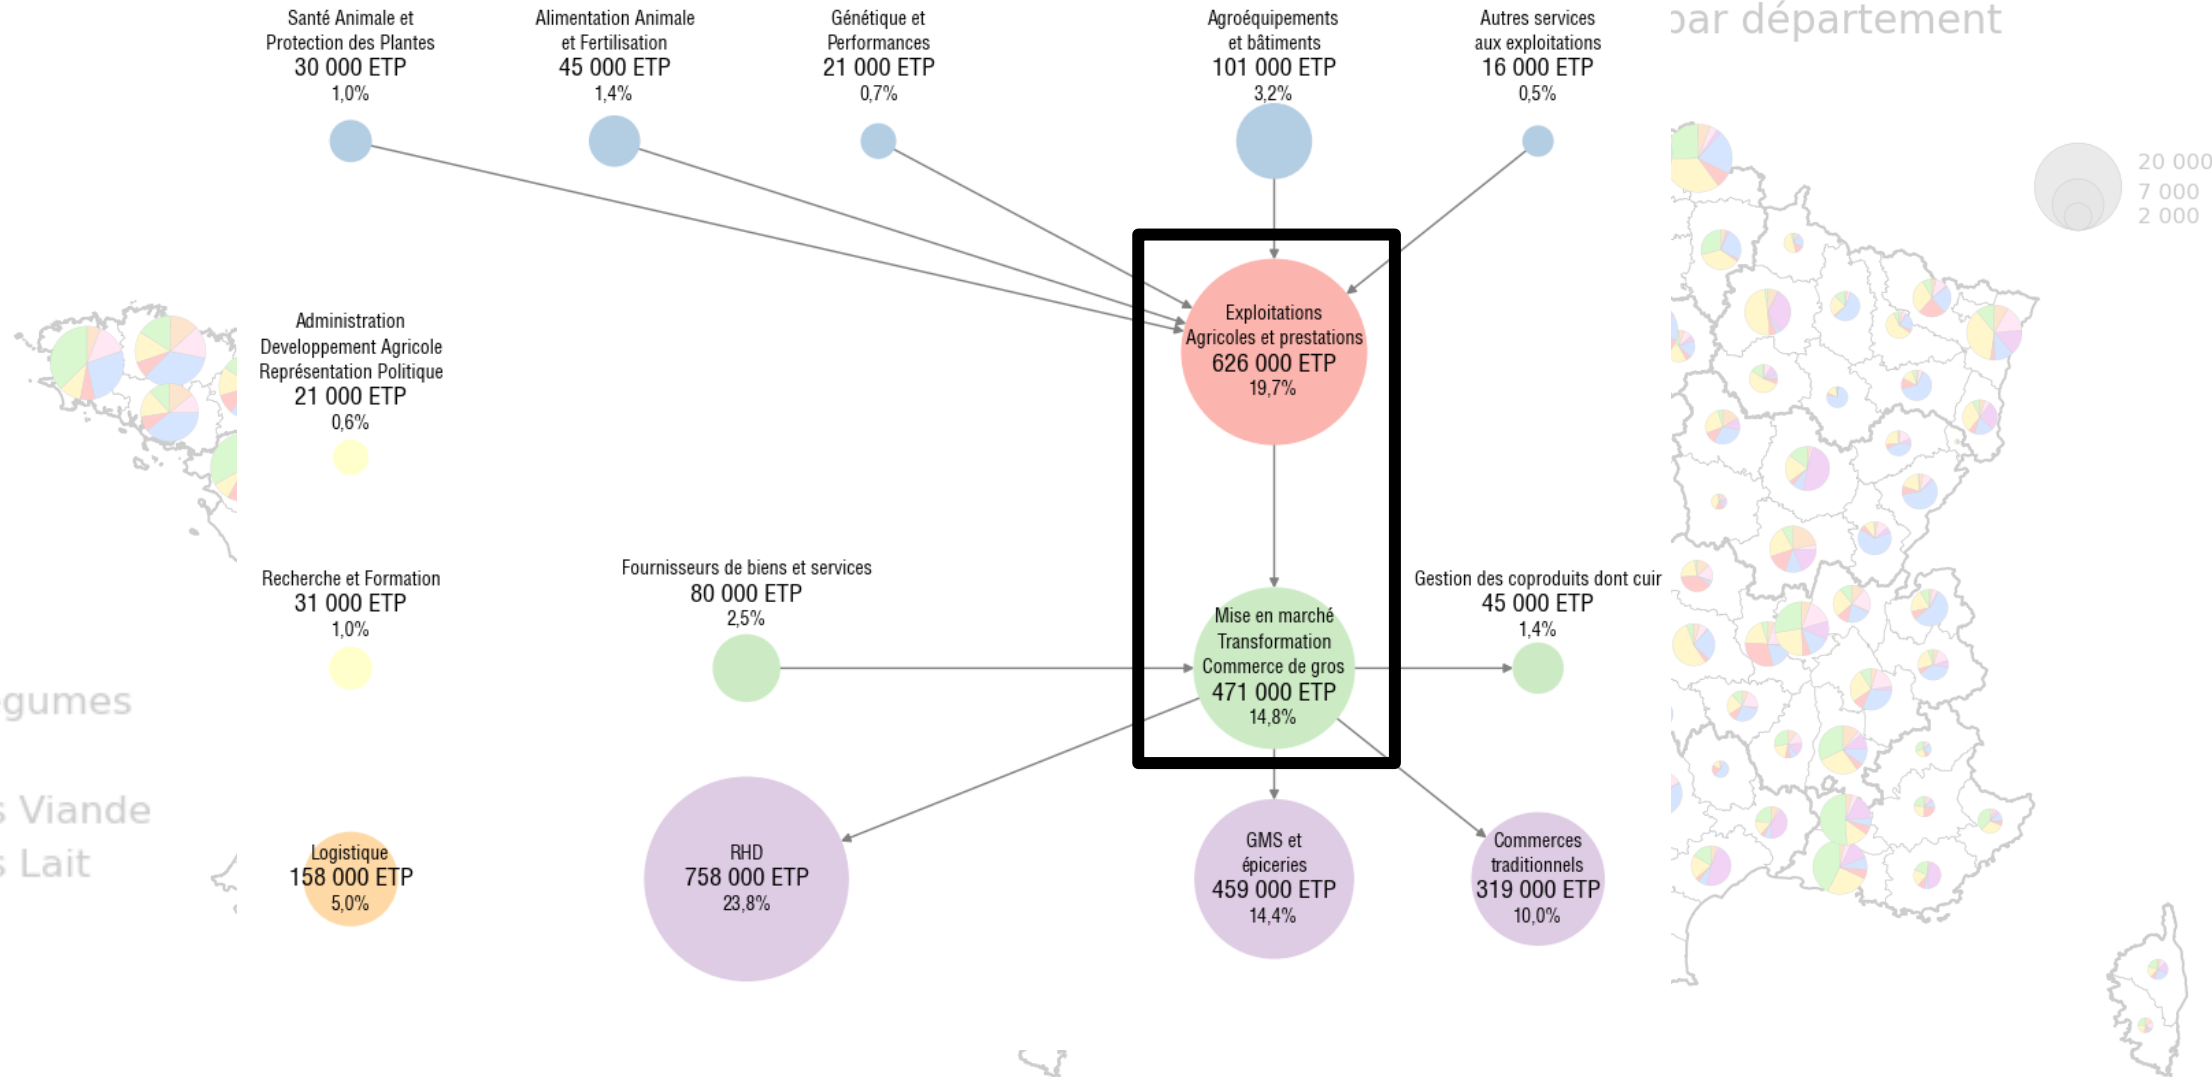 Santé Animale et
Protection des Plantes
30 000 ETP
1,0%
Alimentation Animale
et Fertilisation
45 000 ETP
1,4%
Génétique et
Performances
21 000 ETP
0,7%
Agroéquipements
et bâtiments
101 000 ETP
3,2%
Autres services
aux exploitations
16 000 ETP
0,5%
par département
20 000
7 000
2 000
Exploitations
Agricoles et prestations
626 000 ETP
19,7%
Administration
Developpement Agricole
Représentation Politique
21 000 ETP
0,6%
Recherche et Formation
31 000 ETP
1,0%
Fournisseurs de biens et services
80 000 ETP
2,5%
Mise en marché
Transformation
Commerce de gros
471 000 ETP
14,8%
Gestion des coproduits dont cuir
45 000 ETP
1,4%
gumes
s Viande
s Lait
Logistique
158 000 ETP
5,0%
RHD
758 000 ETP
23,8%
GMS et
épiceries
459 000 ETP
14,4%
Commerces
traditionnels
319 000 ETP
10,0%